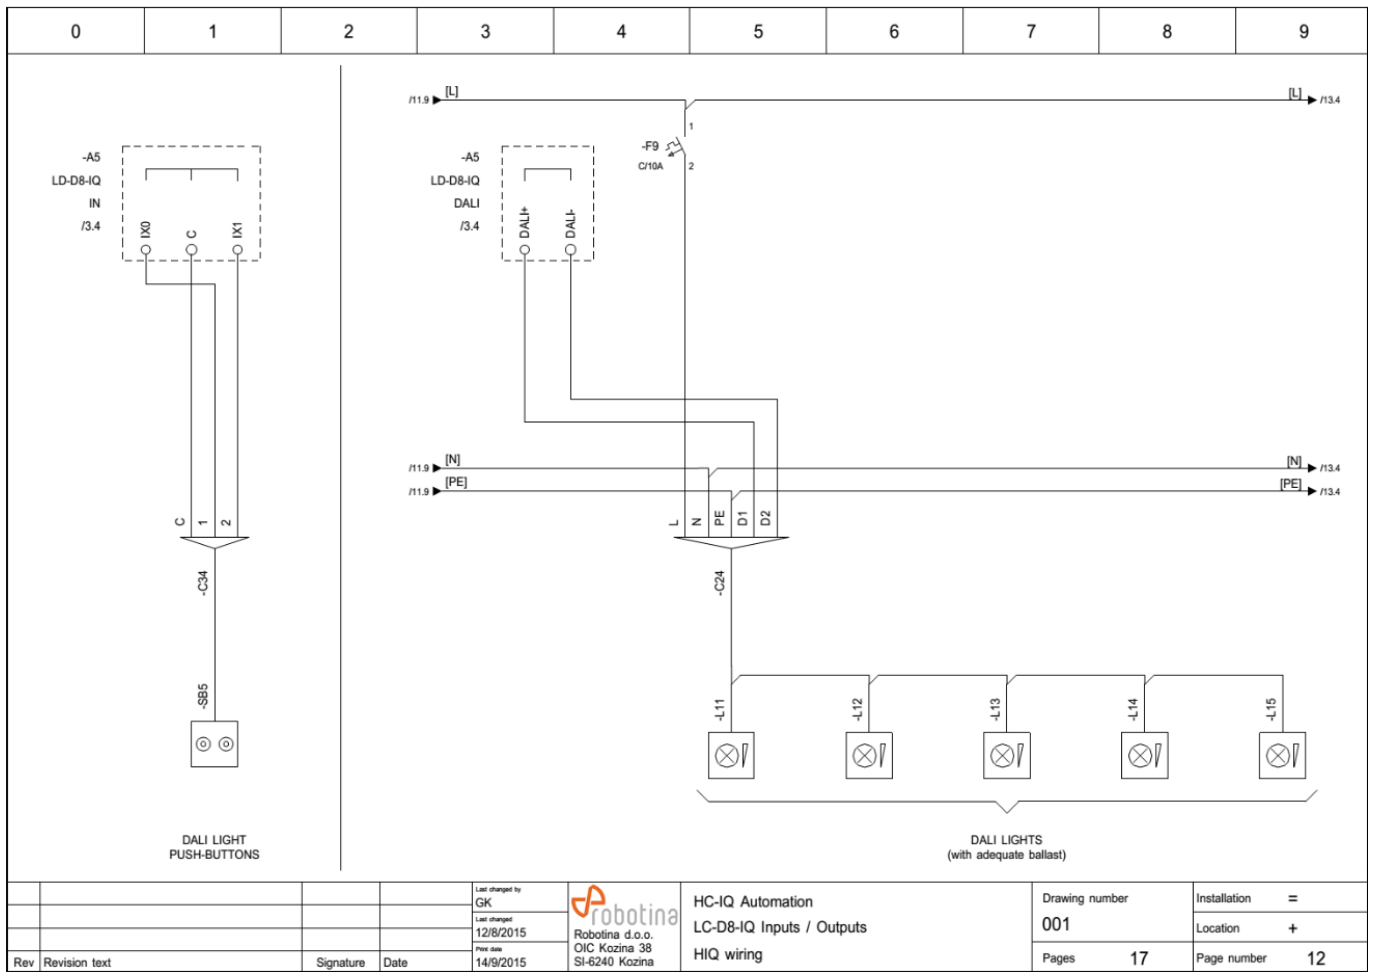 0 1 2 3 4 5 6 7 8 9
/11.9 [L] [L] /13.4
1
-F9
C/10A 2
-A5
LD-D8-IQ
IN
/3.4
IX0 C IX1
-A5
LD-D8-IQ
DALI
/3.4
DALI+ DALI-
/11.9 [N] [N] /13.4
/11.9 [PE] [PE] /13.4
C 1 2
L N PE D1 D2
-C34
-C24
-SB5
-L11 -L12 -L13 -L14 -L15
DALI LIGHT
PUSH-BUTTONS
DALI LIGHTS
(with adequate ballast)
Rev Revision text Signature Date
Last changed by
GK
Last changed
12/8/2015
Print date
14/9/2015
robotina
Robotina d.o.o.
OIC Kozina 38
SI-6240 Kozina
HC-IQ Automation
LC-D8-IQ Inputs / Outputs
HIQ wiring
Drawing number
001
Pages 17
Installation =
Location +
Page number 12